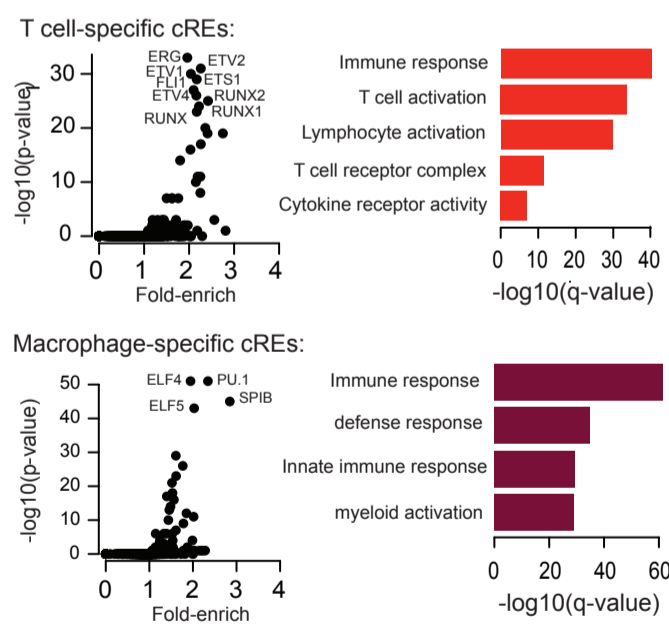 T cell-specific cREs:
-log10(p-value)
30
20
10
0
ERG
ETV2
ETV1
ETS1
FLI1
ETV4
RUNX2
RUNX1
RUNX
0 1 2 3 4
Fold-enrich
Immune response
T cell activation
Lymphocyte activation
T cell receptor complex
Cytokine receptor activity
0 10 20 30 40
-log10(q-value)
Macrophage-specific cREs:
-log10(p-value)
50
40
30
20
10
0
ELF4
PU.1
SPIB
ELF5
0 1 2 3 4
Fold-enrich
Immune response
defense response
Innate immune response
myeloid activation
0 20 40 60
-log10(q-value)